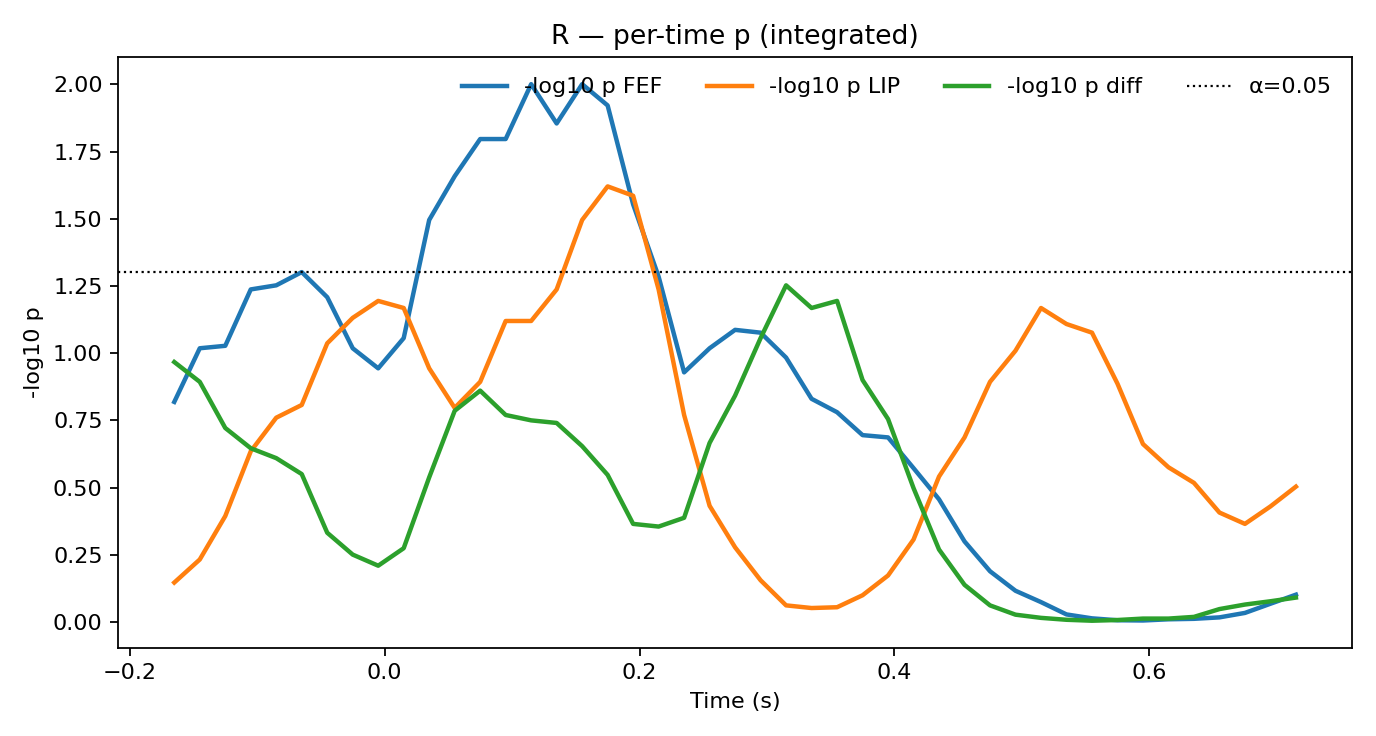 R — per-time p (integrated)
-log10 p FEF -log10 p LIP -log10 p diff α=0.05
2.00
1.75
1.50
1.25
1.00
0.75
0.50
0.25
0.00
-log10 p
−0.2 0.0 0.2 0.4 0.6
Time (s)